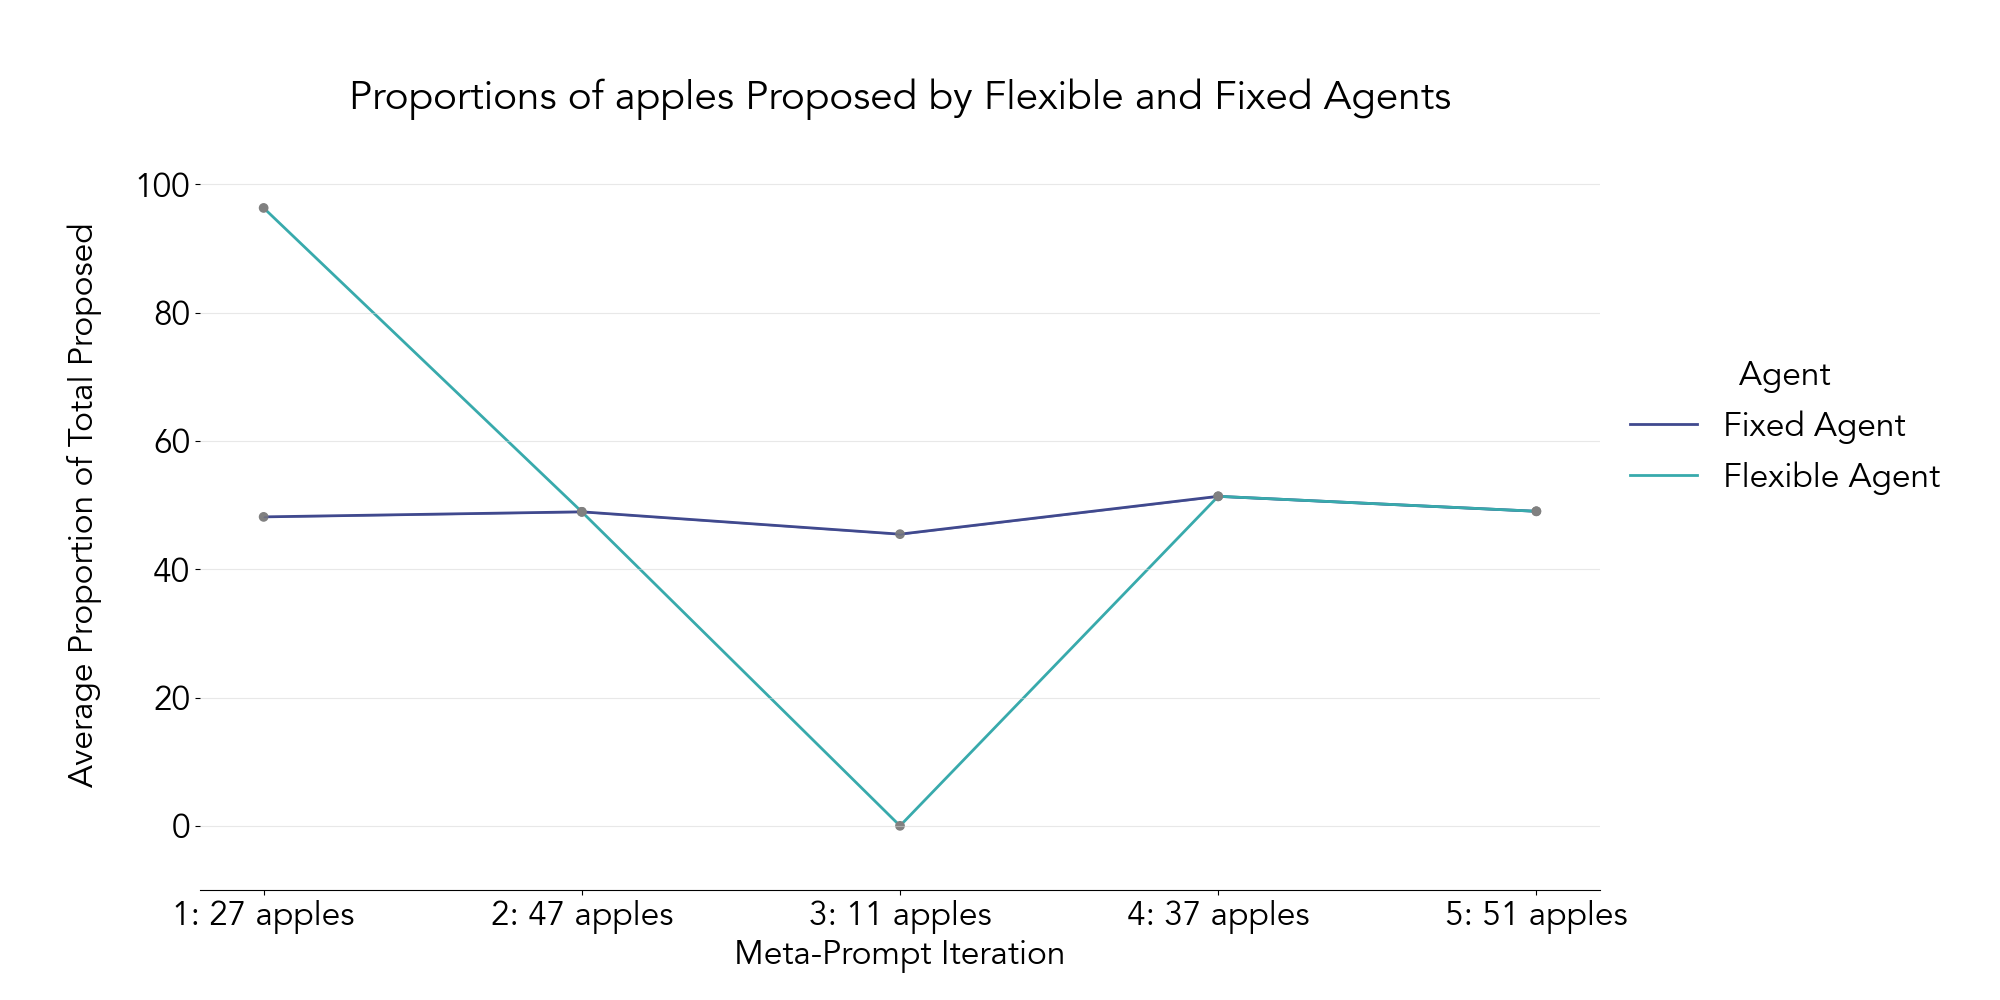 Proportions of apples Proposed by Flexible and Fixed Agents
Average Proportion of Total Proposed
100
80
60
40
20
0
1: 27 apples
2: 47 apples
3: 11 apples
4: 37 apples
5: 51 apples
Meta-Prompt Iteration
Agent
Fixed Agent
Flexible Agent